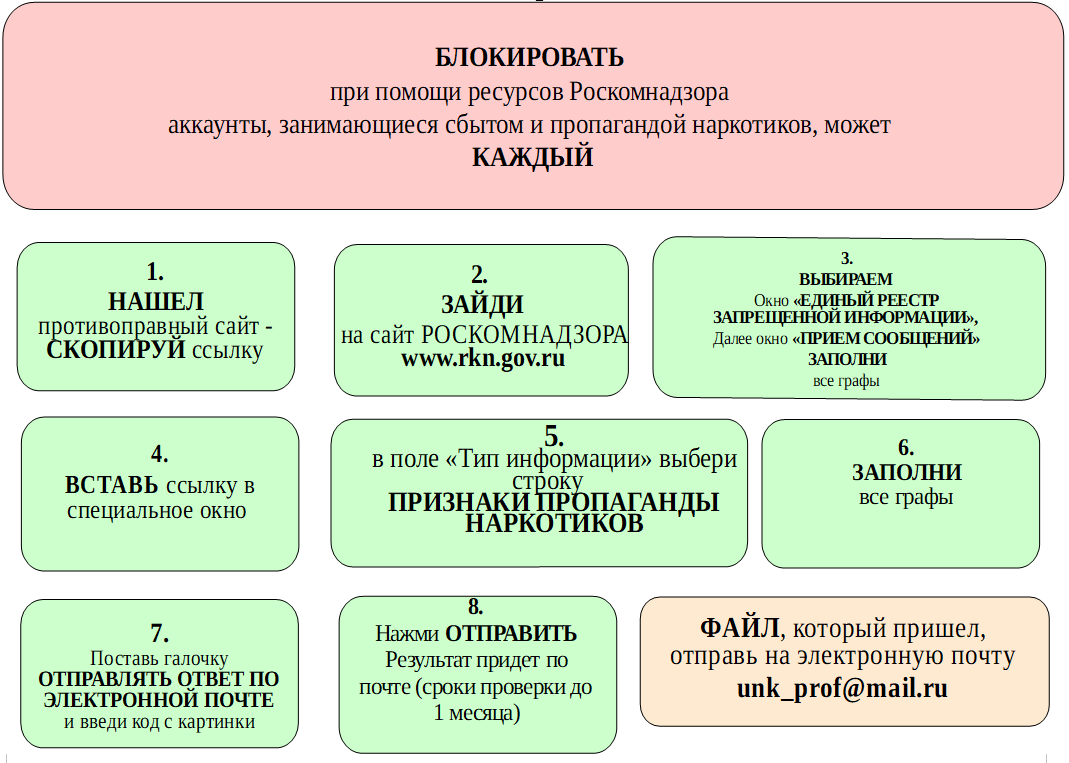 БЛОКИРОВАТЬ
при помощи ресурсов Роскомнадзора
аккаунты, занимающиеся сбытом и пропагандой наркотиков, может
КАЖДЫЙ
1.
НАШЕЛ
противоправный сайт -
СКОПИРУЙ ссылку
2.
ЗАЙДИ
на сайт РОСКОМНАДЗОРА
www.rkn.gov.ru
3.
ВЫБИРАЕМ
Окно «ЕДИНЫЙ РЕЕСТР
ЗАПРЕЩЕННОЙ ИНФОРМАЦИИ»,
Далее окно «ПРИЕМ СООБЩЕНИЙ»
ЗАПОЛНИ
все графы
4.
ВСТАВЬ ссылку в
специальное окно
5.
в поле «Тип информации» выбери
строку
ПРИЗНАКИ ПРОПАГАНДЫ
НАРКОТИКОВ
6.
ЗАПОЛНИ
все графы
7.
Поставь галочку
ОТПРАВЛЯТЬ ОТВЕТ ПО
ЭЛЕКТРОННОЙ ПОЧТЕ
и введи код с картинки
8.
Нажми ОТПРАВИТЬ
Результат придет по
почте (сроки проверки до
1 месяца)
ФАЙЛ, который пришел,
отправь на электронную почту
unk_prof@mail.ru